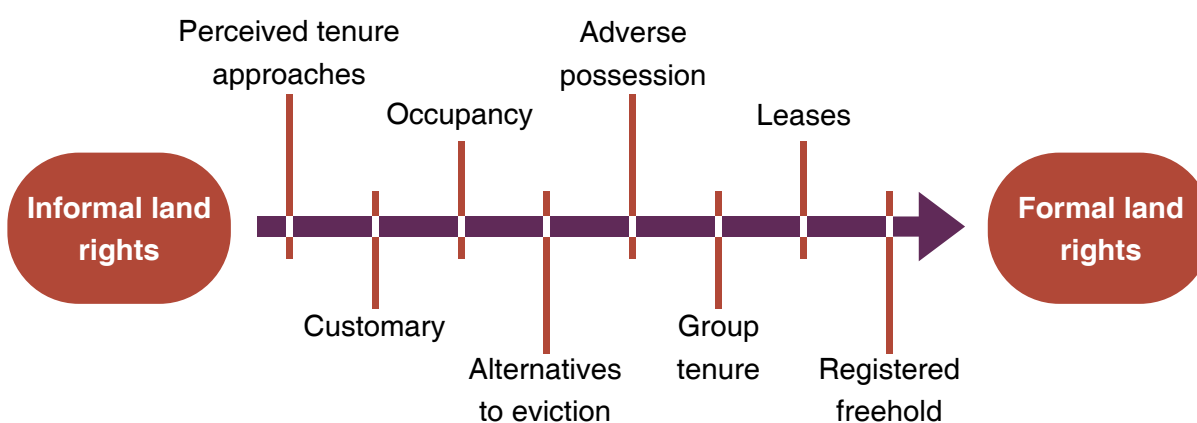 Perceived tenure
approaches
Adverse
possession
Occupancy
Leases
Informal land
rights
Formal land
rights
Customary
Group
tenure
Alternatives
to eviction
Registered
freehold